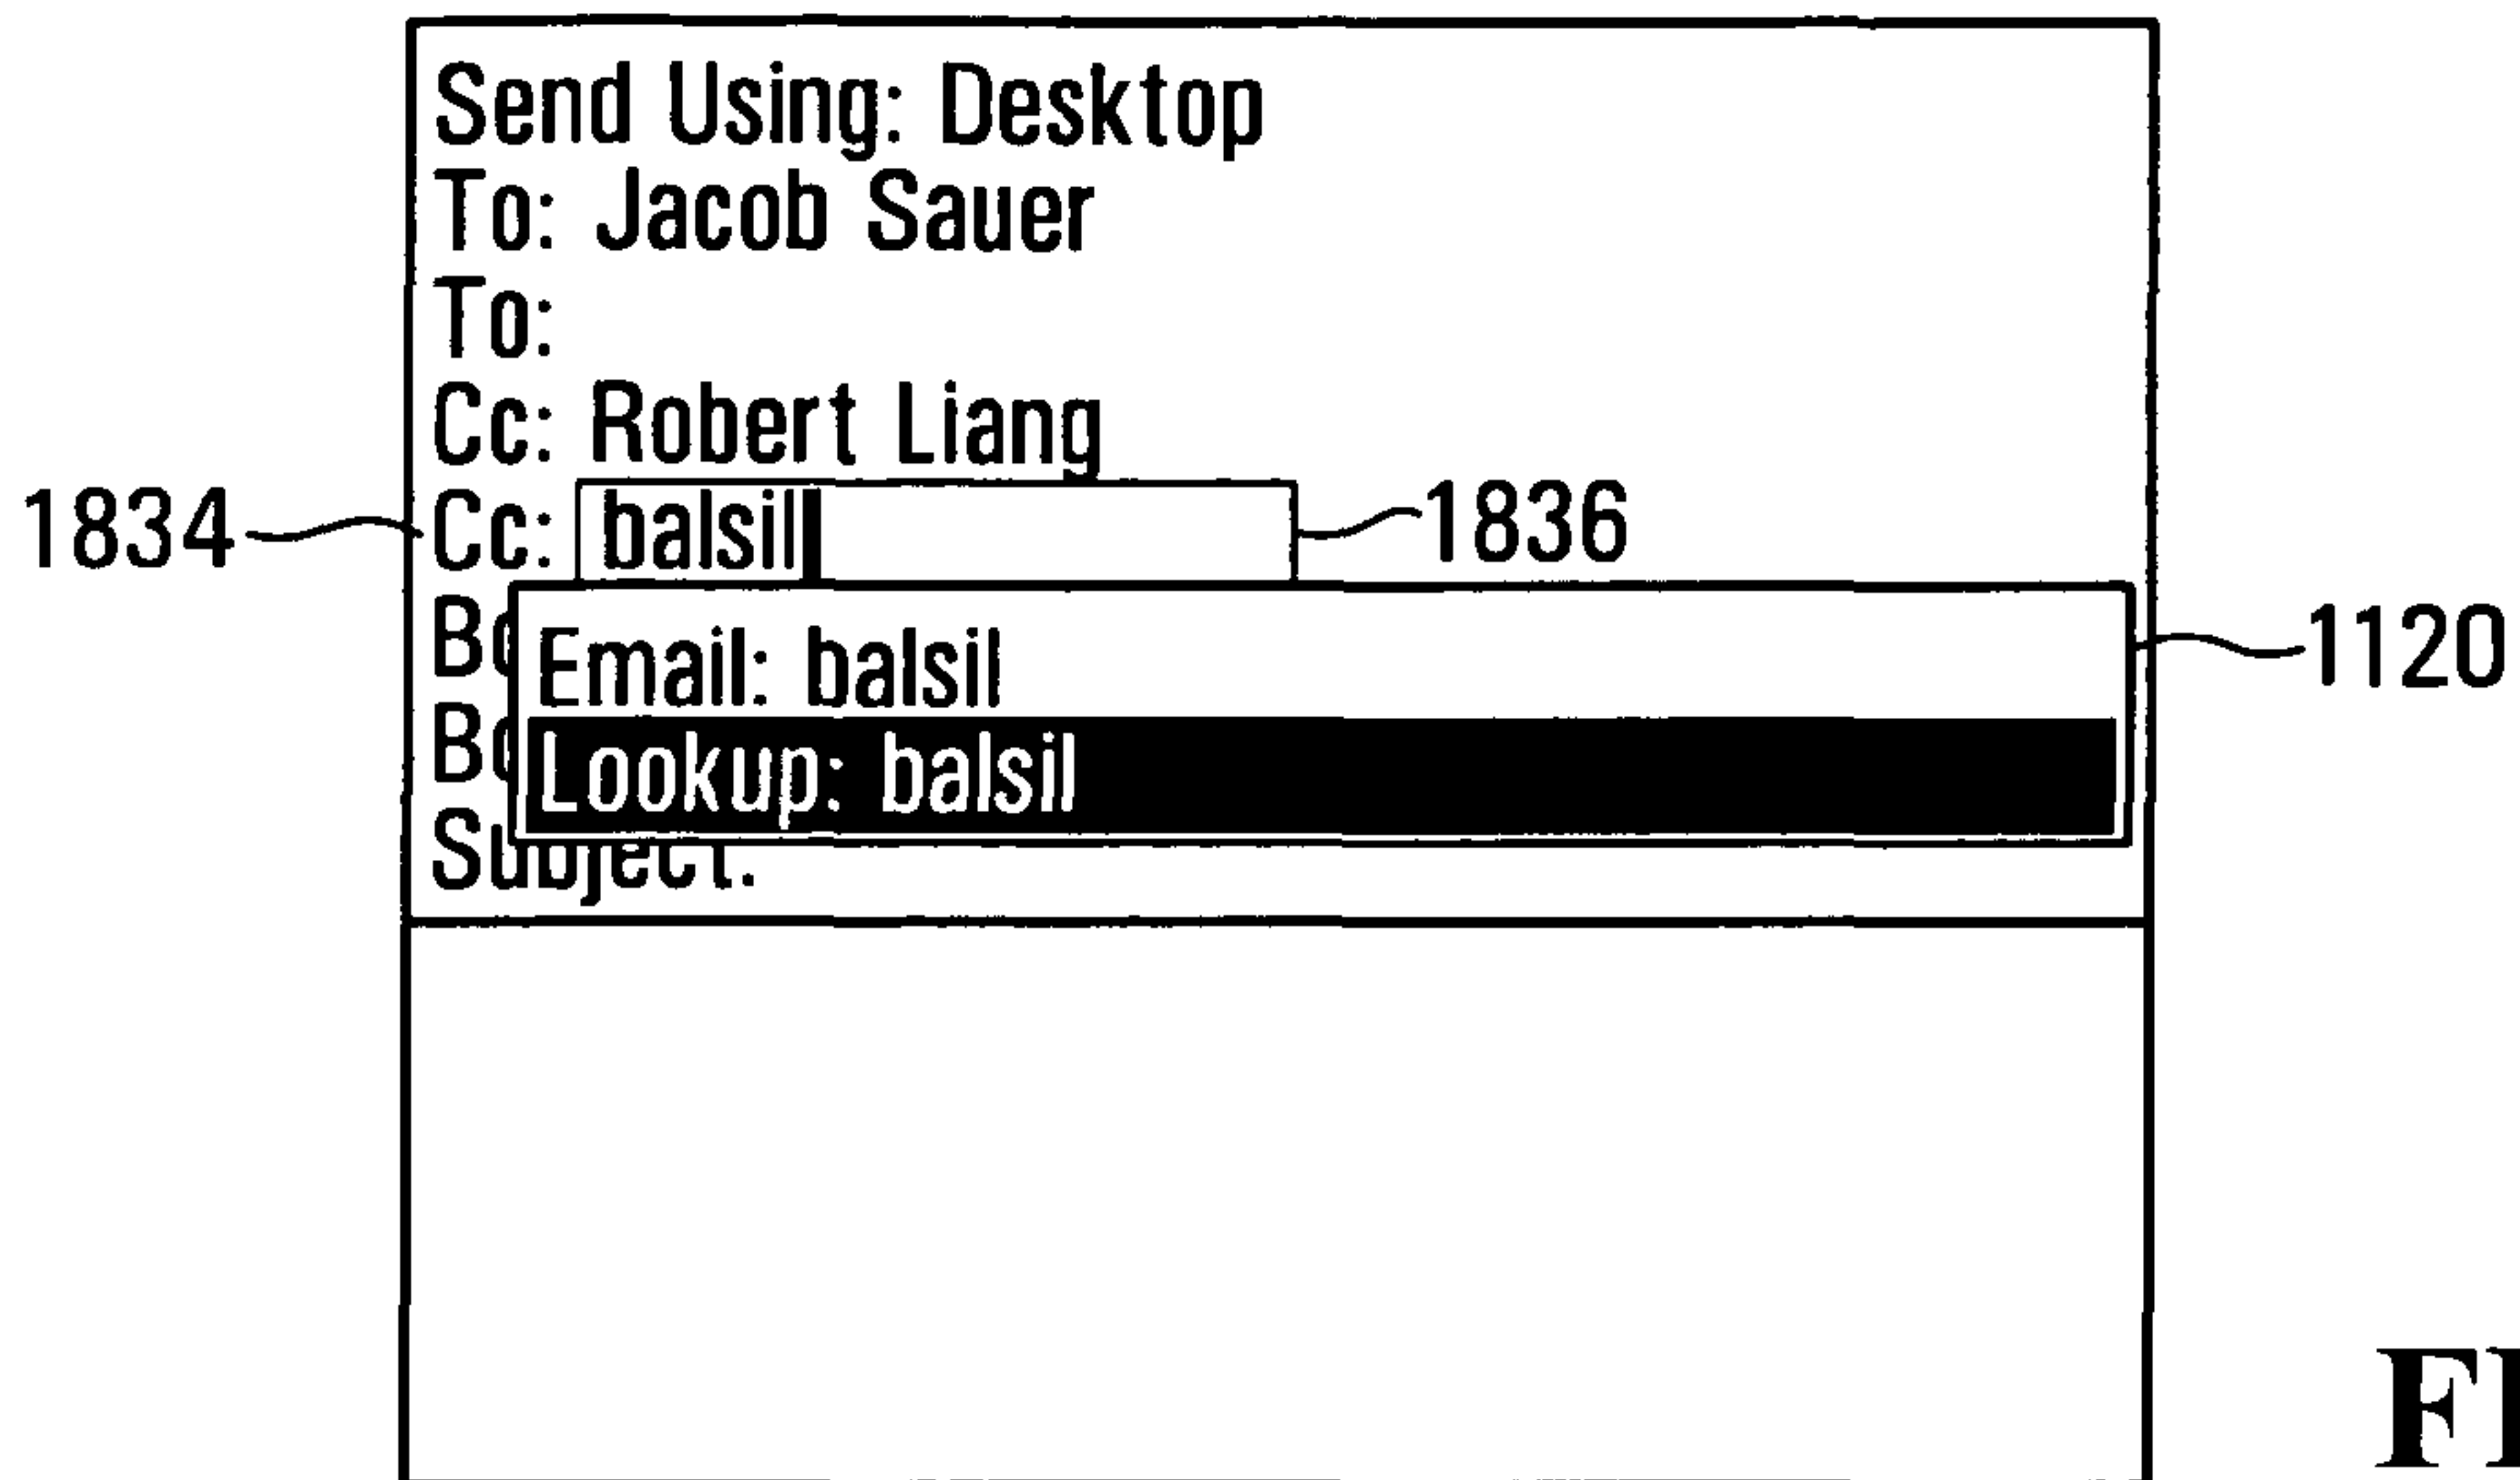 Send Using: Desktop
To: Jacob Sauer
To:
Cc: Robert Liang
1834 Cc: balsil 1836
Email: balsil 1120
Lookup: balsil
Subject: